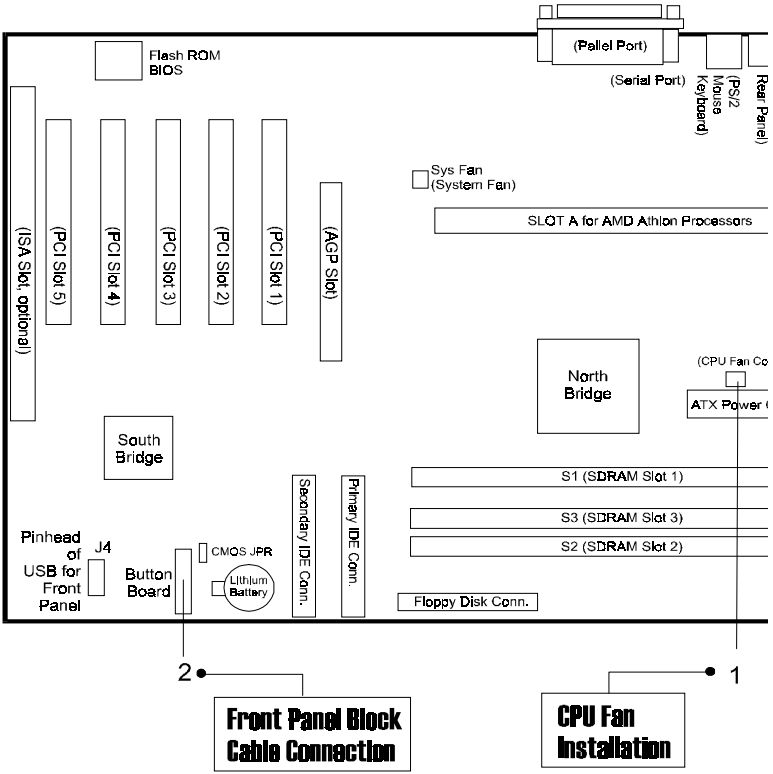 Flash ROM
BIOS
(Pallel Port)
(Serial Port)
(PS/2
Mouse
Keyboard)
Rear Panel)
Sys Fan
(System Fan)
SLOT A for AMD Athlon Processors
(ISA Slot, optional)
(PCI Slot 5)
(PCI Slot 4)
(PCI Slot 3)
(PCI Slot 2)
(PCI Slot 1)
(AGP Slot)
North
Bridge
(CPU Fan Co
ATX Power
South
Bridge
S1 (SDRAM Slot 1)
S3 (SDRAM Slot 3)
S2 (SDRAM Slot 2)
Secondary IDE Conn.
Primary IDE Conn.
Pinhead
of
USB for
Front
Panel
J4
Button
Board
CMOS JPR
Lithium
Battery
Floppy Disk Conn.
2
1
Front Panel Block
Cable Connection
CPU Fan
Installation